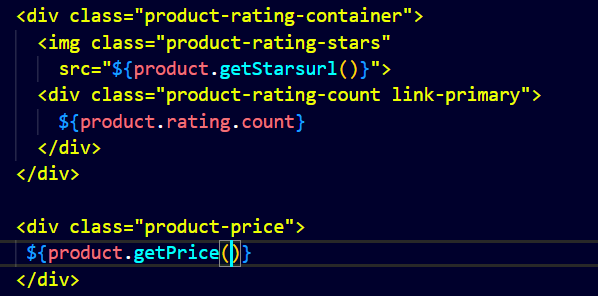 <div class="product-rating-container">
<img class="product-rating-stars"
src="${product.getStarsurl()}">
<div class="product-rating-count link-primary">
${product.rating.count}
</div>
</div>
<div class="product-price">
${product.getPrice()}
</div>